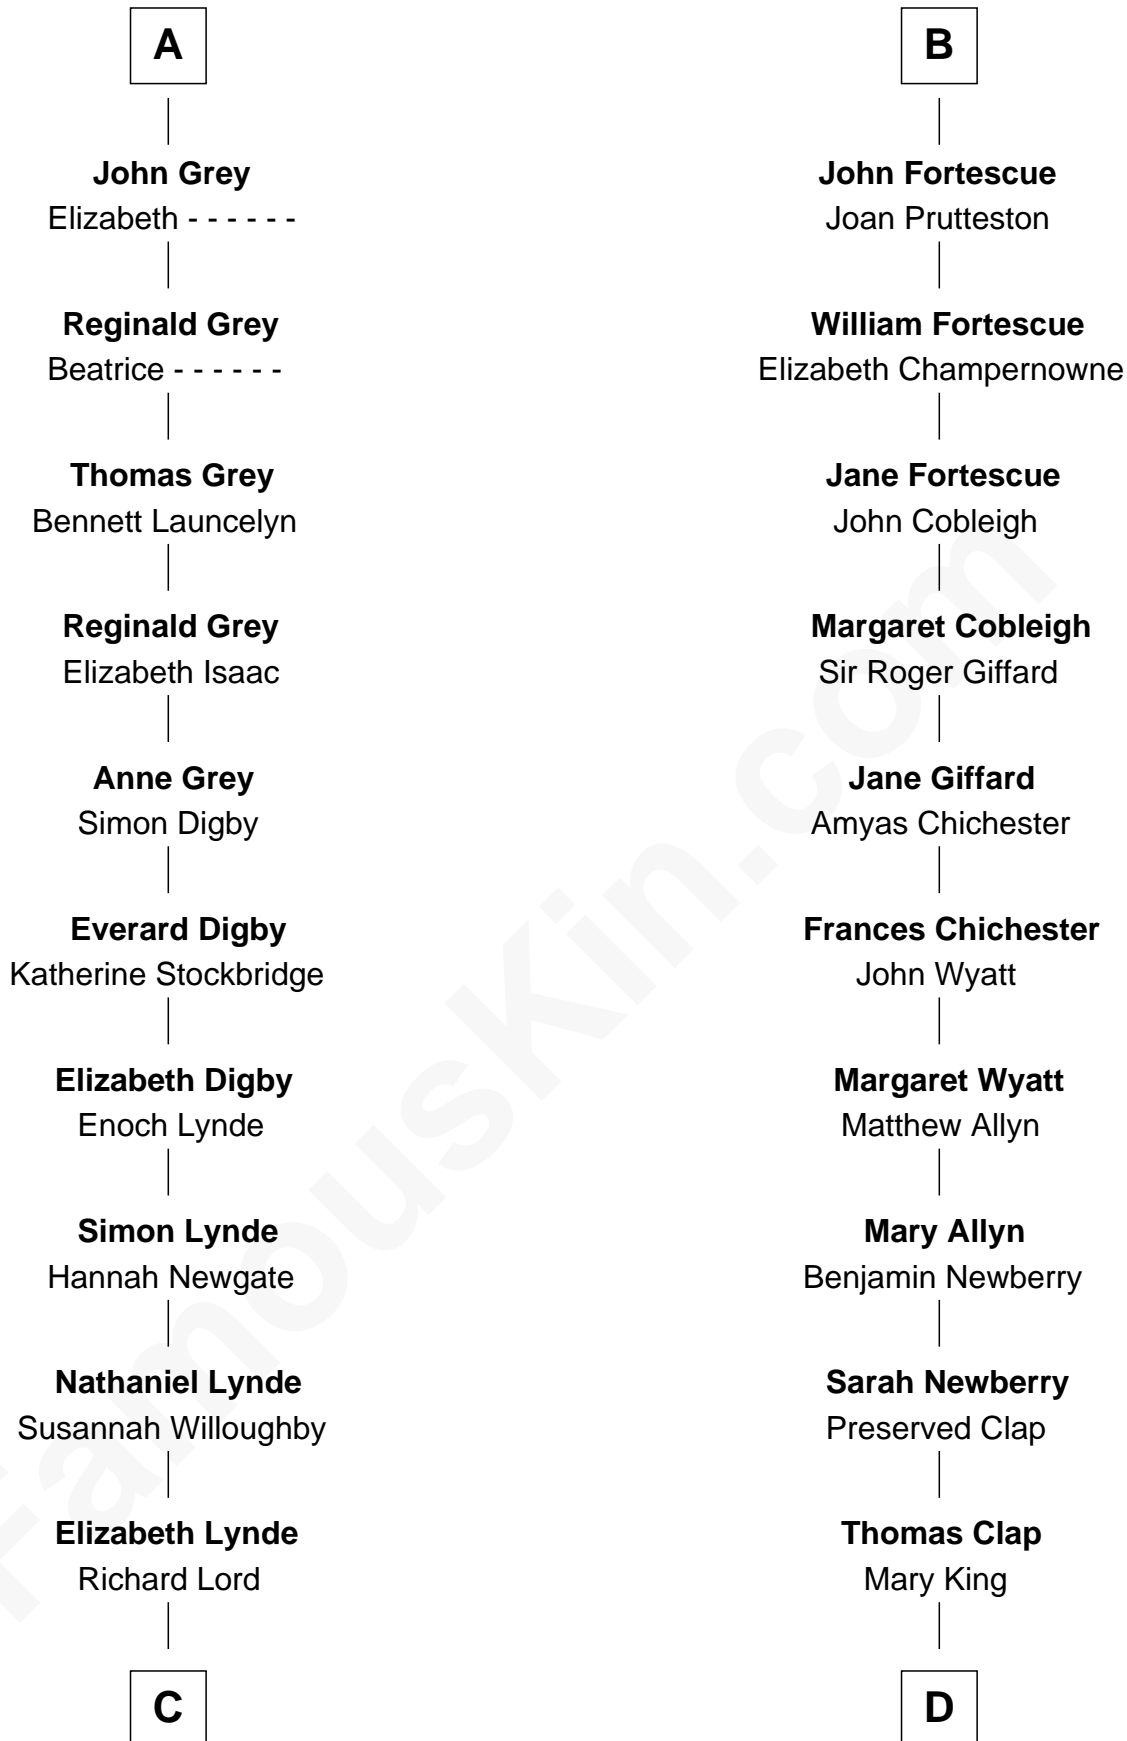 A
John Grey
Elizabeth - - - - - -
Reginald Grey
Beatrice - - - - - -
Thomas Grey
Bennett Launcelyn
Reginald Grey
Elizabeth Isaac
Anne Grey
Simon Digby
Everard Digby
Katherine Stockbridge
Elizabeth Digby
Enoch Lynde
Simon Lynde
Hannah Newgate
Nathaniel Lynde
Susannah Willoughby
Elizabeth Lynde
Richard Lord
C
B
John Fortescue
Joan Prutteston
William Fortescue
Elizabeth Champernowne
Jane Fortescue
John Cobleigh
Margaret Cobleigh
Sir Roger Giffard
Jane Giffard
Amyas Chichester
Frances Chichester
John Wyatt
Margaret Wyatt
Matthew Allyn
Mary Allyn
Benjamin Newberry
Sarah Newberry
Preserved Clap
Thomas Clap
Mary King
D
FamousKin.com